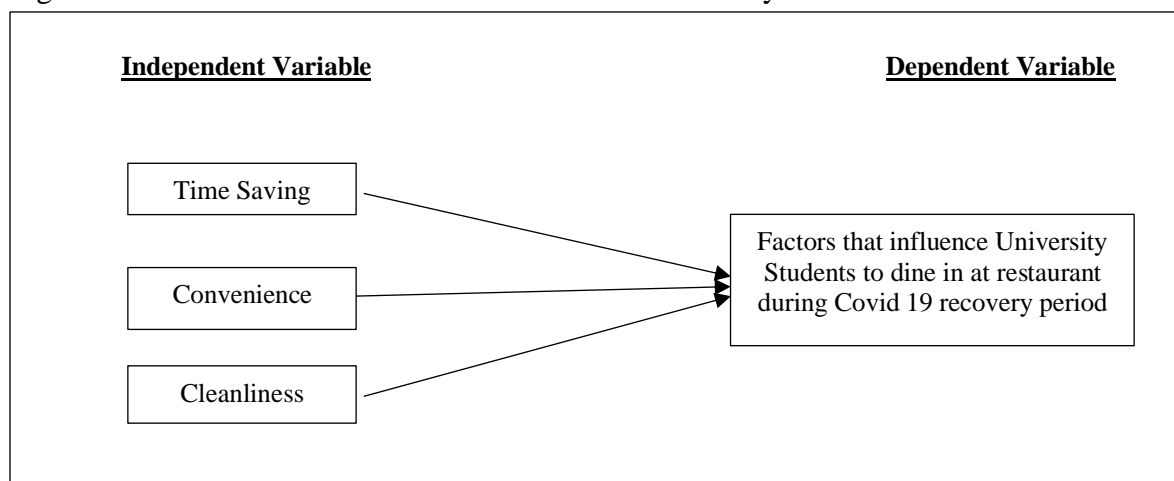 Independent Variable
Dependent Variable
Time Saving
Convenience
Cleanliness
Factors that influence University
Students to dine in at restaurant
during Covid 19 recovery period